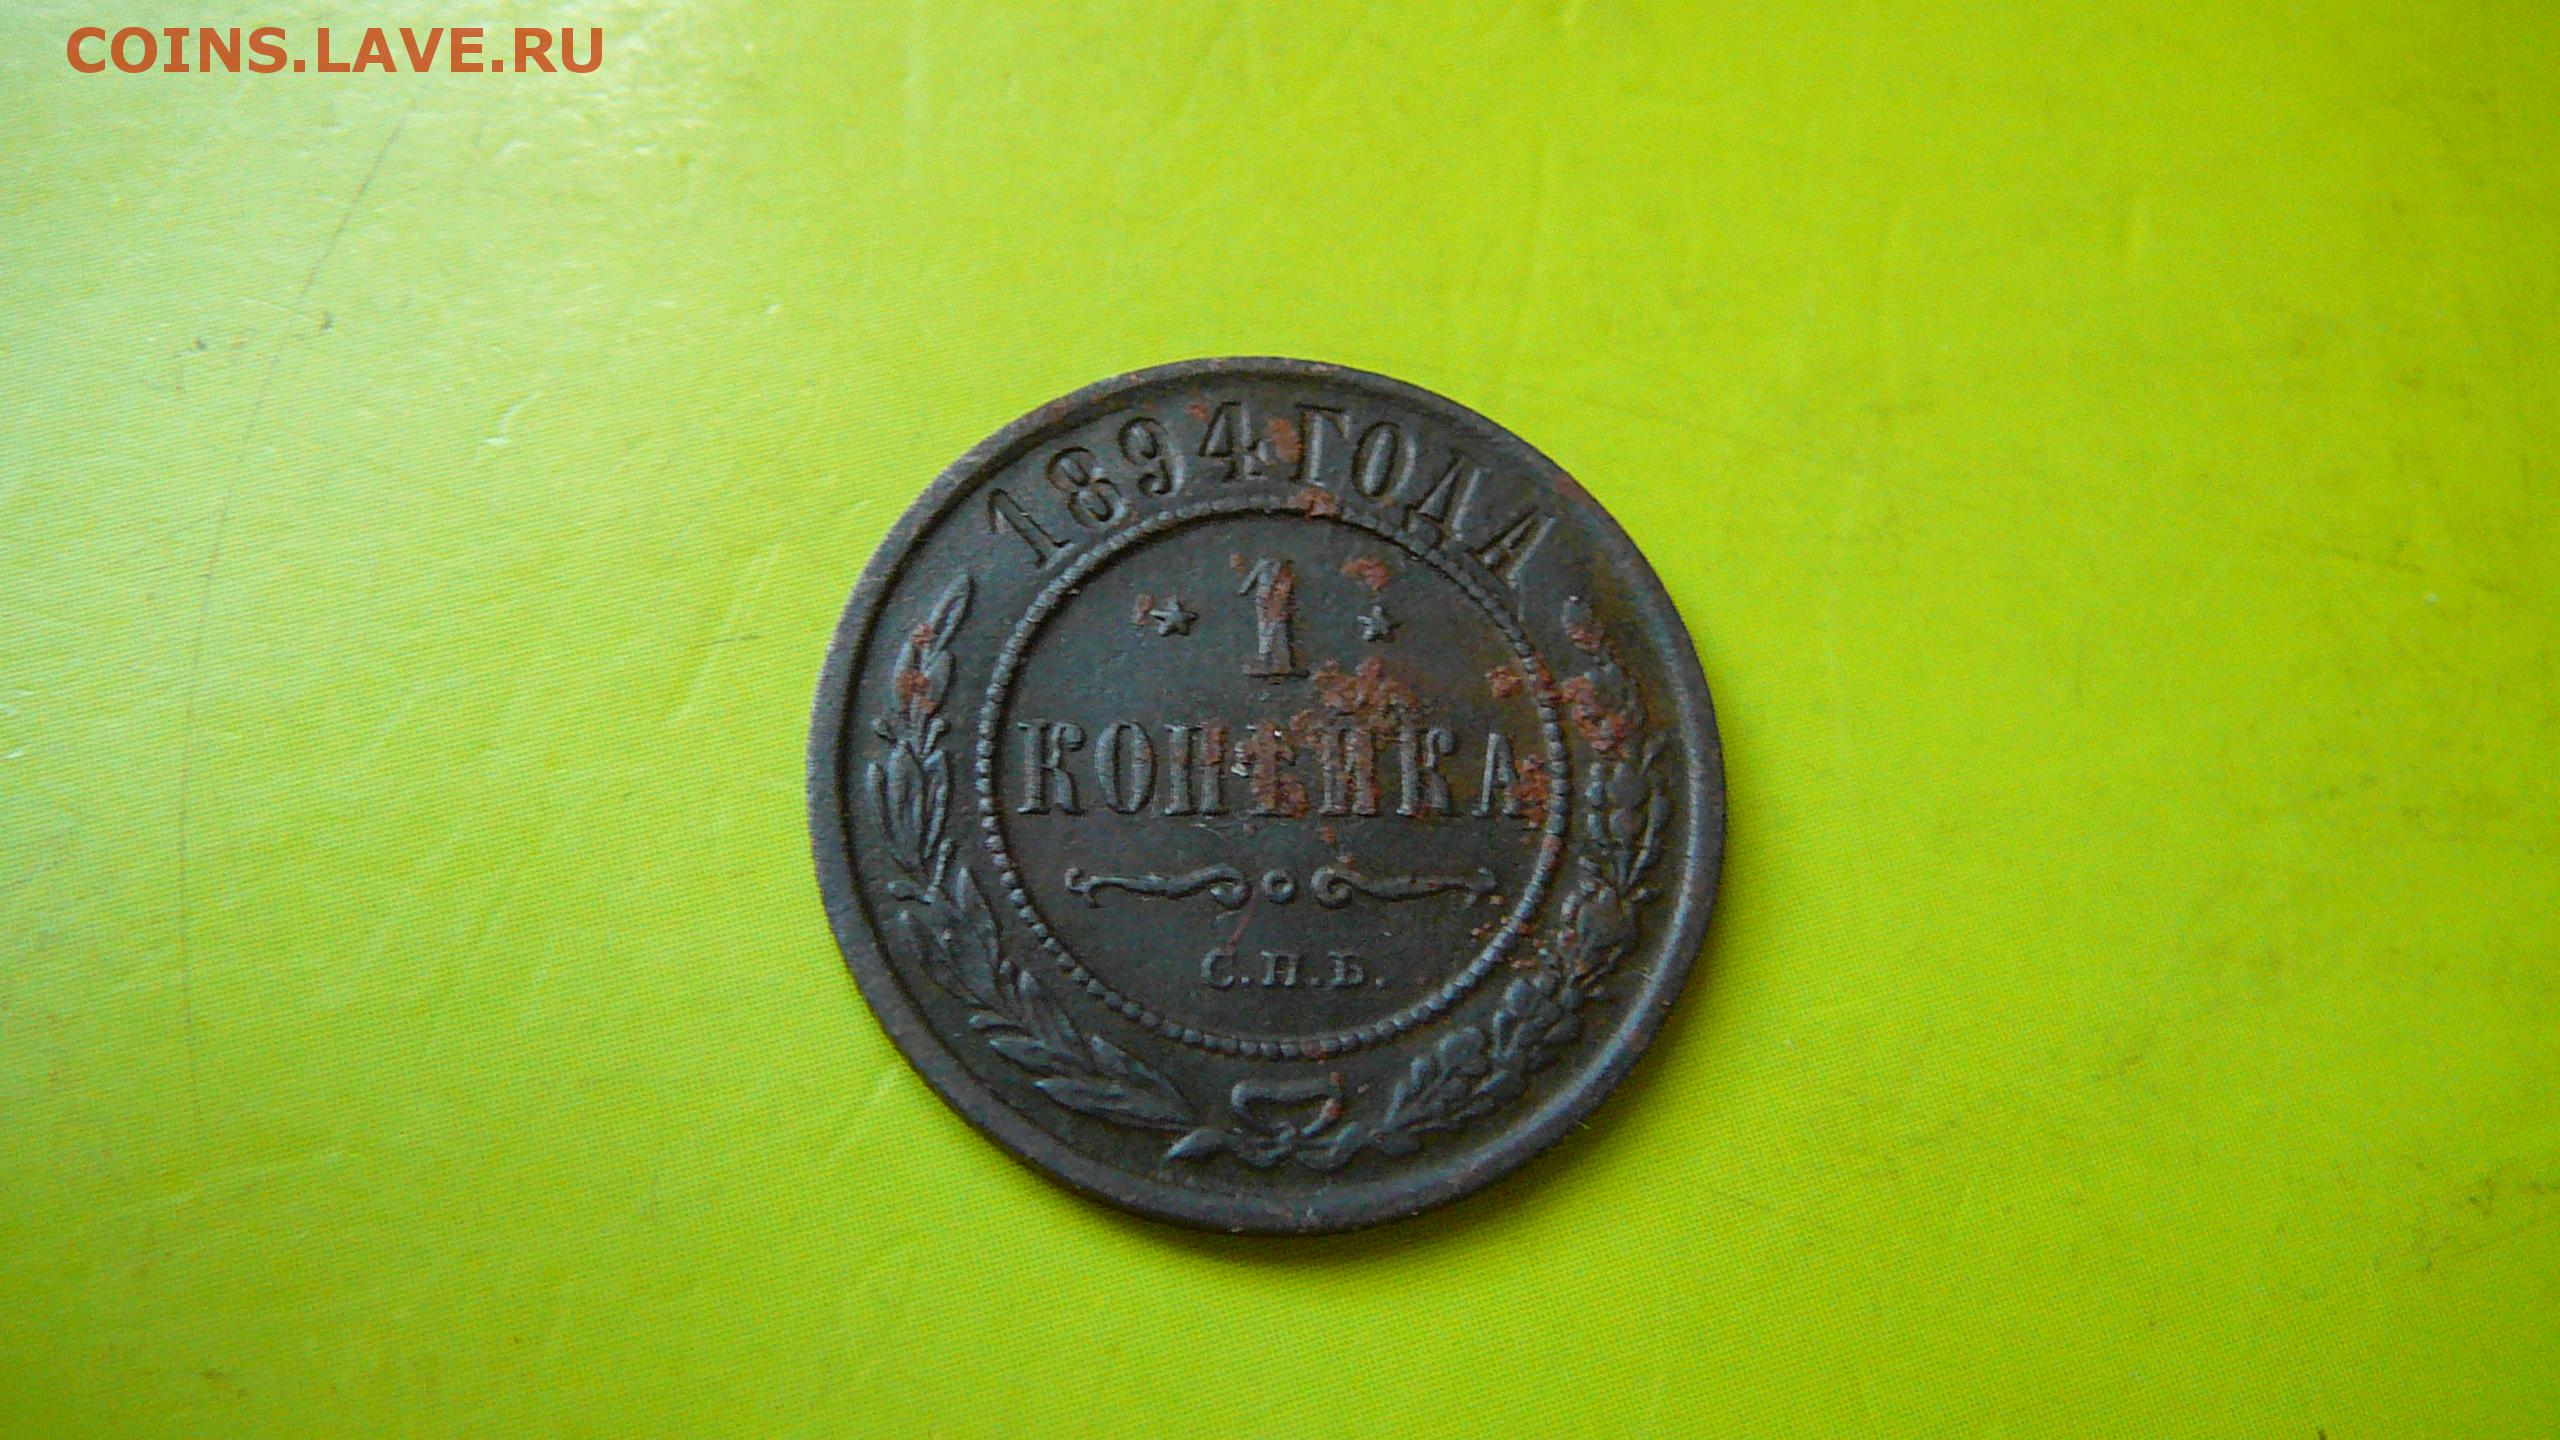 COINS.LAVE.RU
1894 ГОДА
1
КОПѢЙКА
С.П.Б.